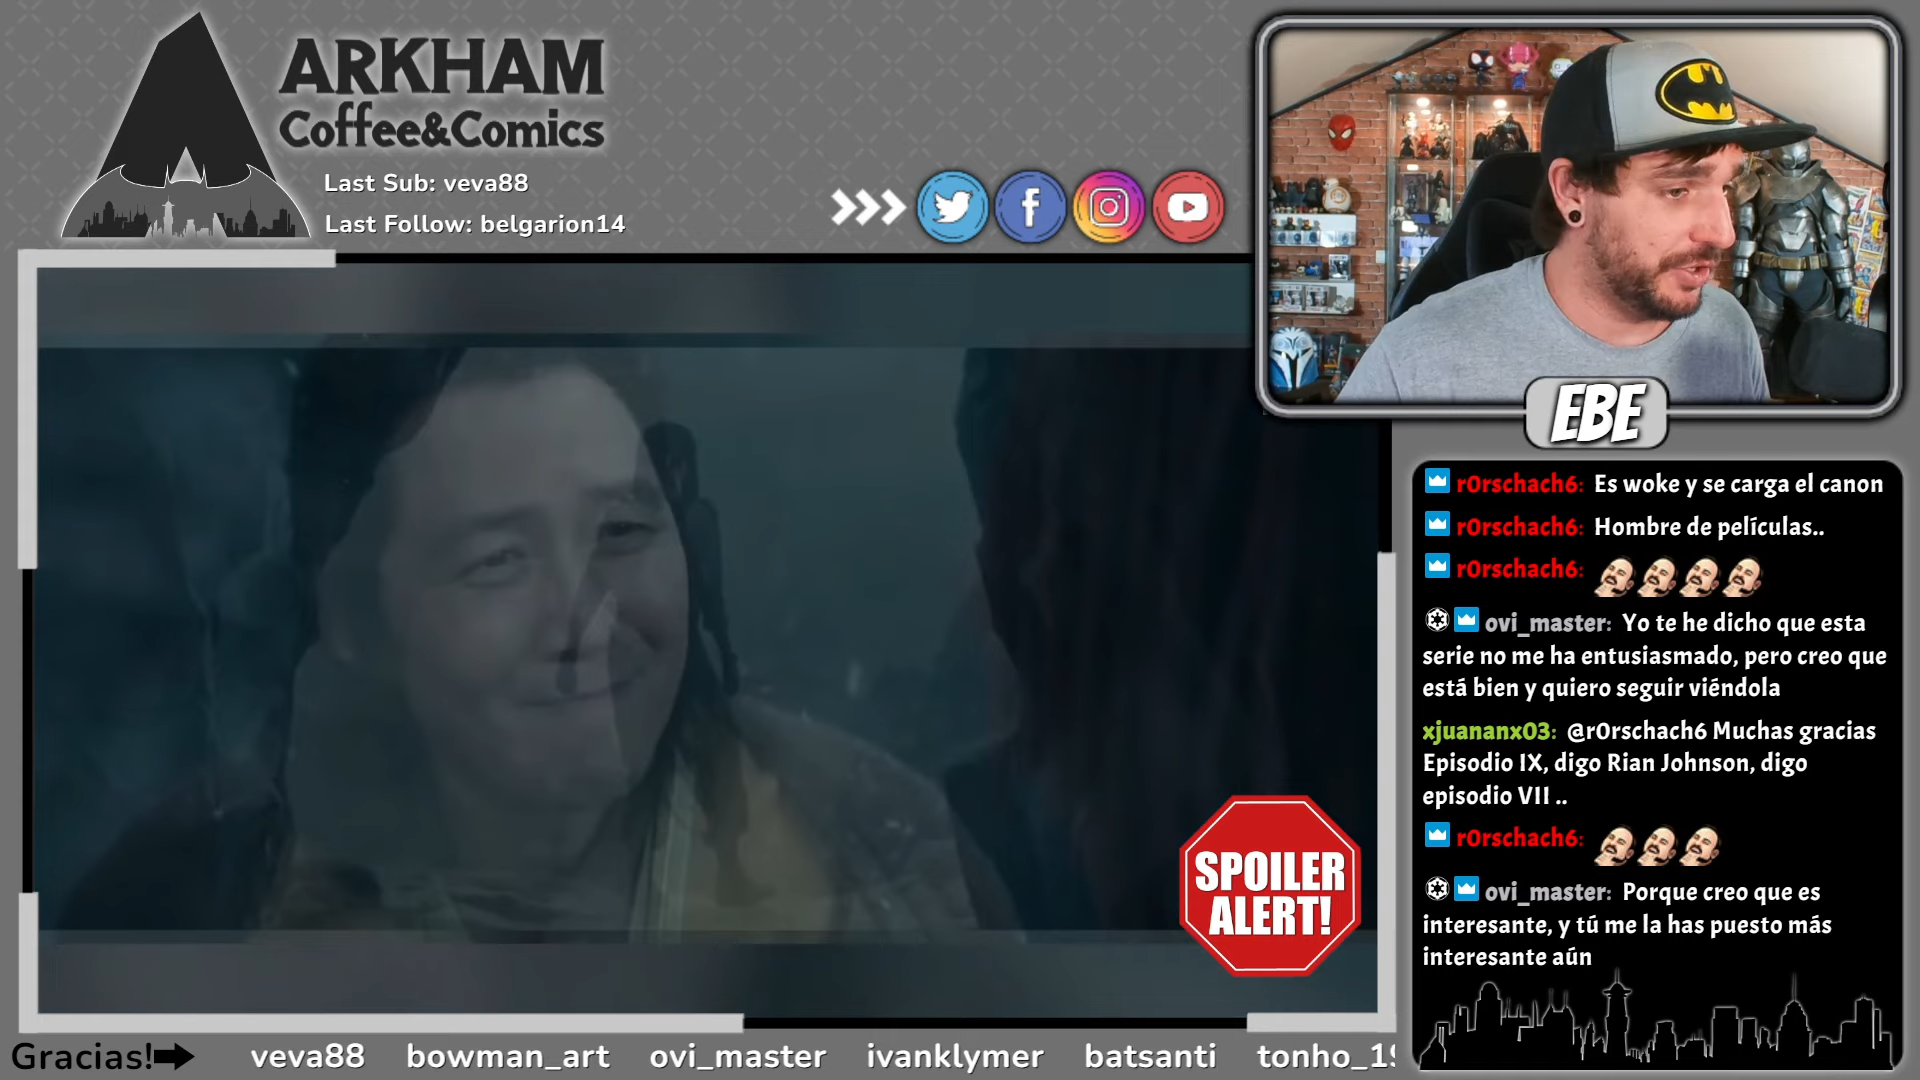 ARKHAM
Coffee&Comics
Last Sub: veva88
Last Follow: belgarion14
EBE
r0rschach6: Es woke y se carga el canon
r0rschach6: Hombre de películas..
r0rschach6:
ovi_master: Yo te he dicho que esta
serie no me ha entusiasmado, pero creo que
está bien y quiero seguir viéndola
xjuananx03: @r0rschach6 Muchas gracias
Episodio IX, digo Rian Johnson, digo
episodio VII ..
r0rschach6:
ovi_master: Porque creo que es
interesante, y tú me la has puesto más
interesante aún
SPOILER
ALERT!
Gracias! veva88 bowman_art ovi_master ivanklymer batsanti